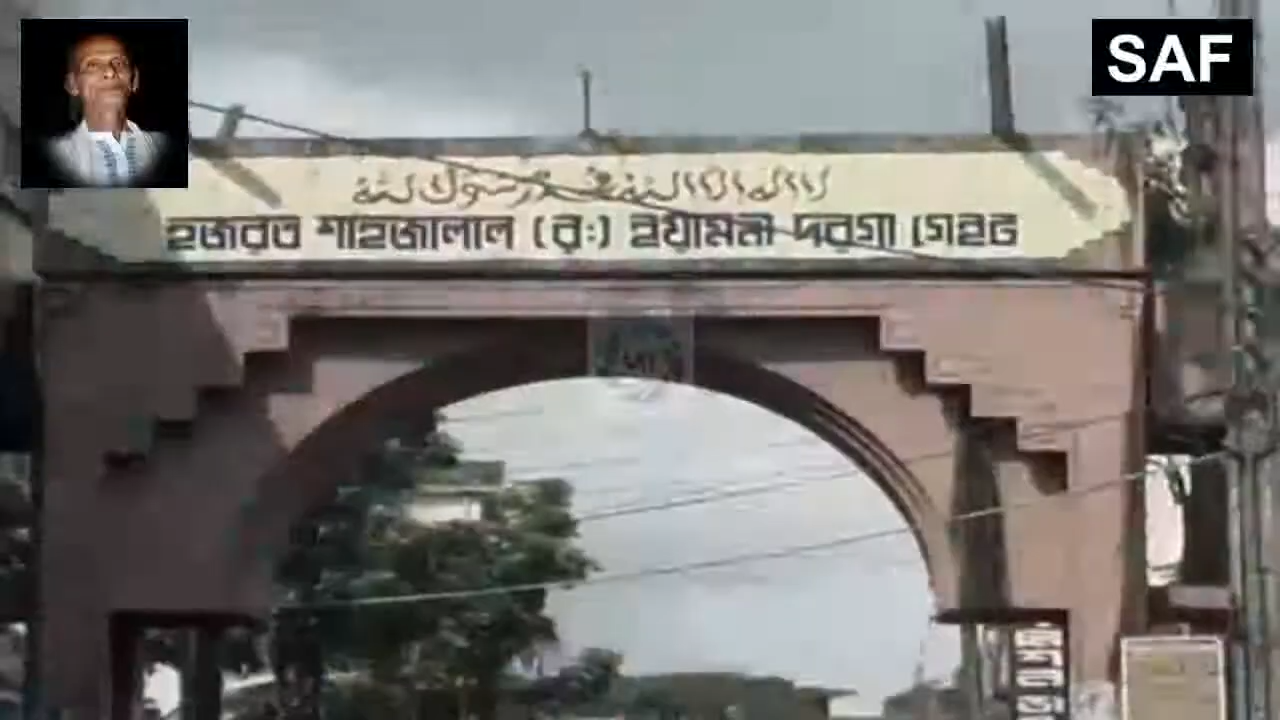 SAF
لا اله الا الله محمد رسول الله
হজরত শাহজালাল (র:) ইয়ামনী দরগা গেইট